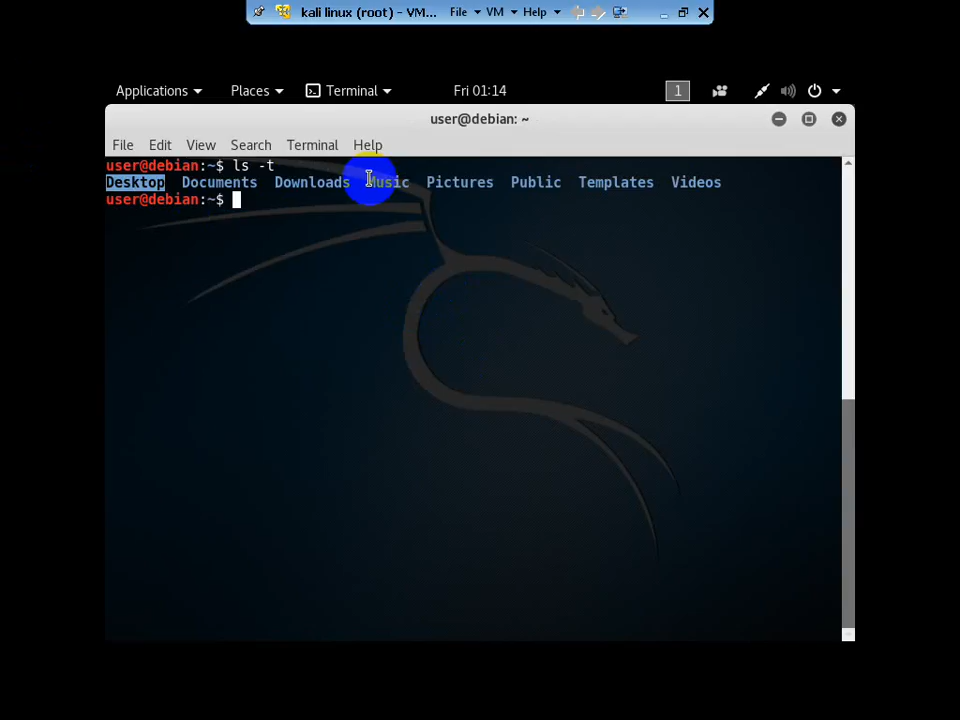 kali linux (root) - VM... File VM Help
Applications Places Terminal Fri 01:14 1
user@debian: ~
File Edit View Search Terminal Help
user@debian:~$ ls -t
Desktop Documents Downloads Music Pictures Public Templates Videos
user@debian:~$